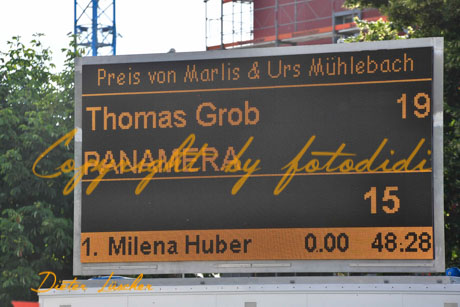 Preis von Marlis & Urs Mühlebach
Thomas Grob 19
PANAMERA
Copyright by fotodidi
15
1. Milena Huber 0.00 48:28